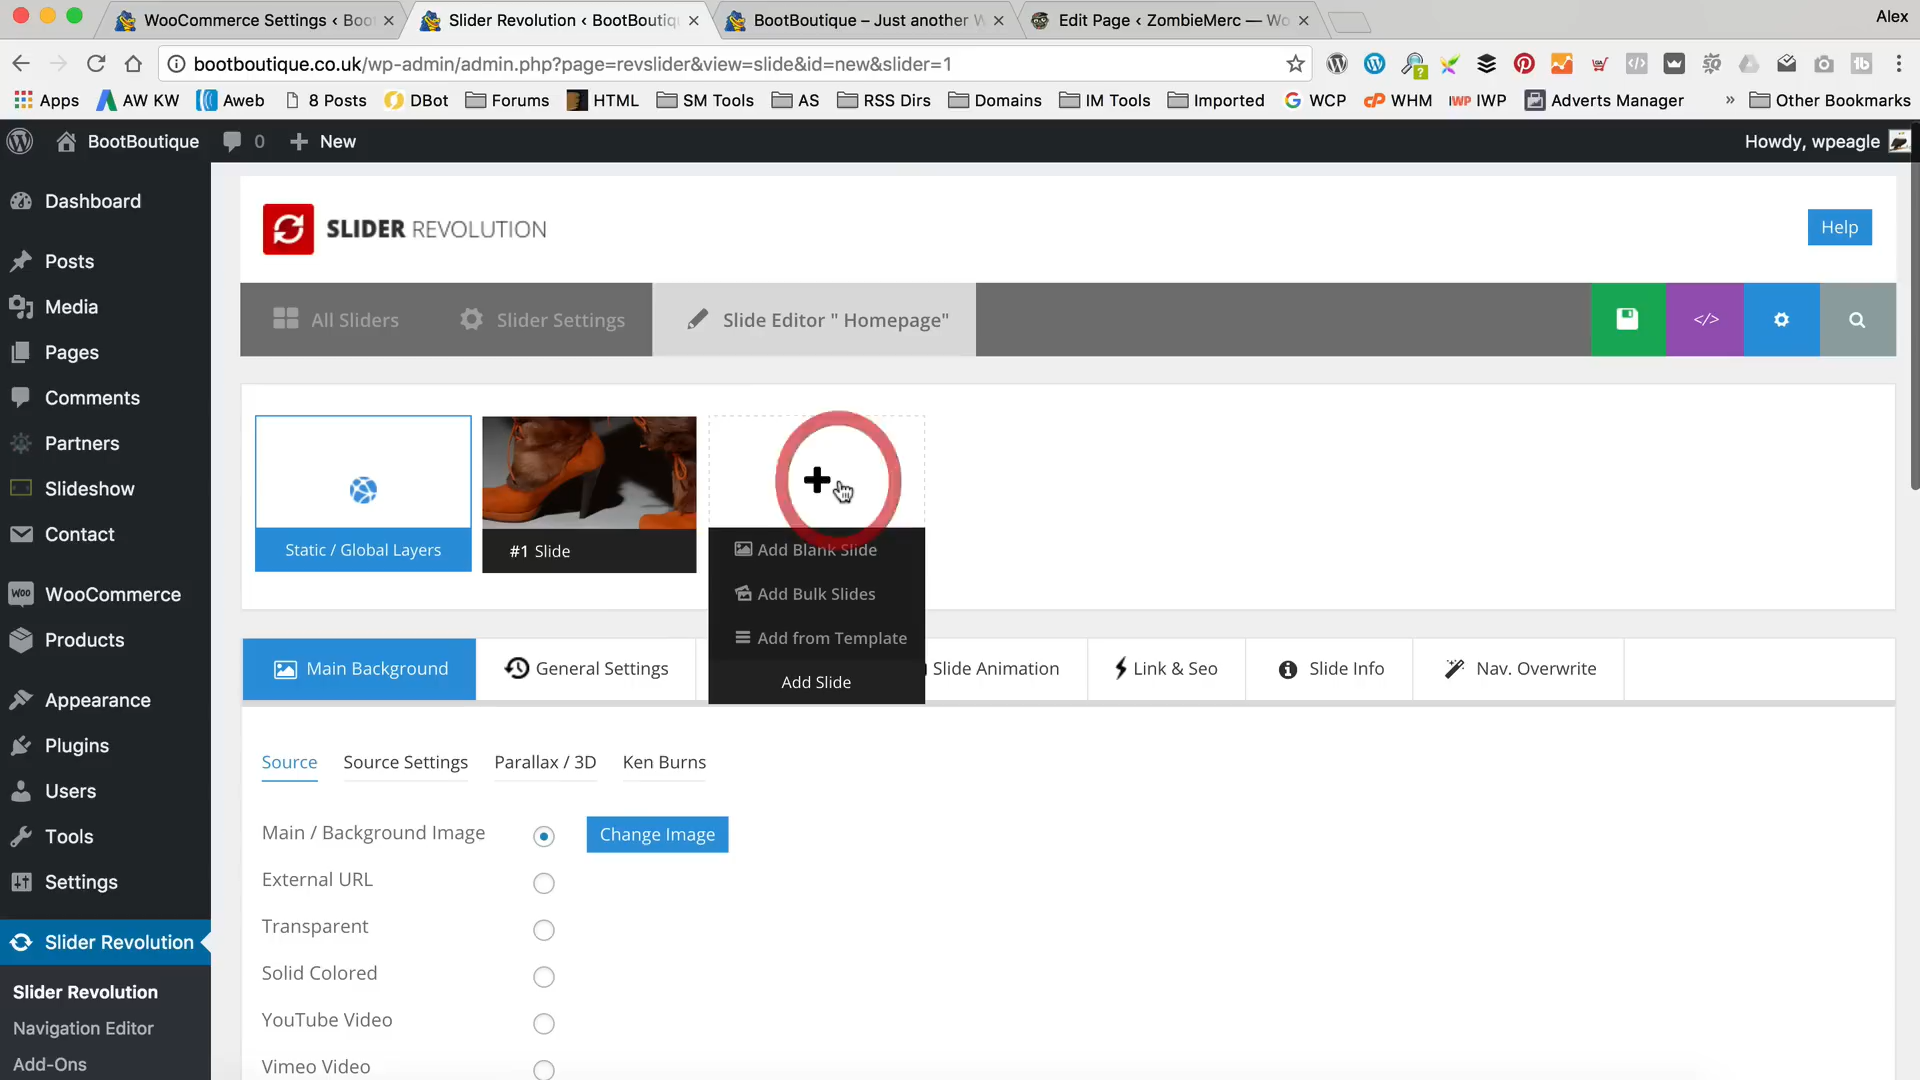 WooCommerce Settings ‹ Boot
Slider Revolution ‹ BootBoutiq
BootBoutique – Just another W
Edit Page ‹ ZombieMerc — Wo
Alex
bootboutique.co.uk/wp-admin/admin.php?page=revslider&view=slide&id=new&slider=1
Apps
AW KW
Aweb
8 Posts
DBot
Forums
HTML
SM Tools
AS
RSS Dirs
Domains
IM Tools
Imported
WCP
WHM
IWP
Adverts Manager
»
Other Bookmarks
BootBoutique
0
New
Howdy, wpeagle
Dashboard
Posts
Media
Pages
Comments
Partners
Slideshow
Contact
WooCommerce
Products
Appearance
Plugins
Users
Tools
Settings
Slider Revolution
Slider Revolution
Navigation Editor
Add-Ons
SLIDER REVOLUTION
Help
All Sliders
Slider Settings
Slide Editor " Homepage"
</>
Static / Global Layers
#1 Slide
Add Blank Slide
Add Bulk Slides
Add from Template
Add Slide
Main Background
General Settings
Slide Animation
Link & Seo
Slide Info
Nav. Overwrite
Source
Source Settings
Parallax / 3D
Ken Burns
Main / Background Image
Change Image
External URL
Transparent
Solid Colored
YouTube Video
Vimeo Video